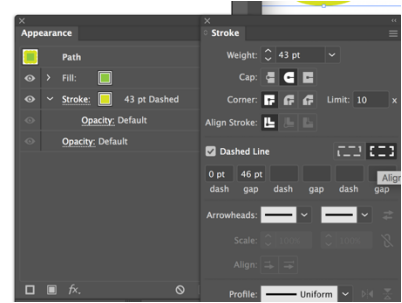 Appearance
Path
Fill:
Stroke: 43 pt Dashed
Opacity: Default
Opacity: Default
fx.
Stroke
Weight: 43 pt
Cap:
Corner: Limit: 10 x
Align Stroke:
Dashed Line
0 pt 46 pt
dash gap dash gap dash gap
Align
Arrowheads:
Scale:
Align:
Profile: Uniform